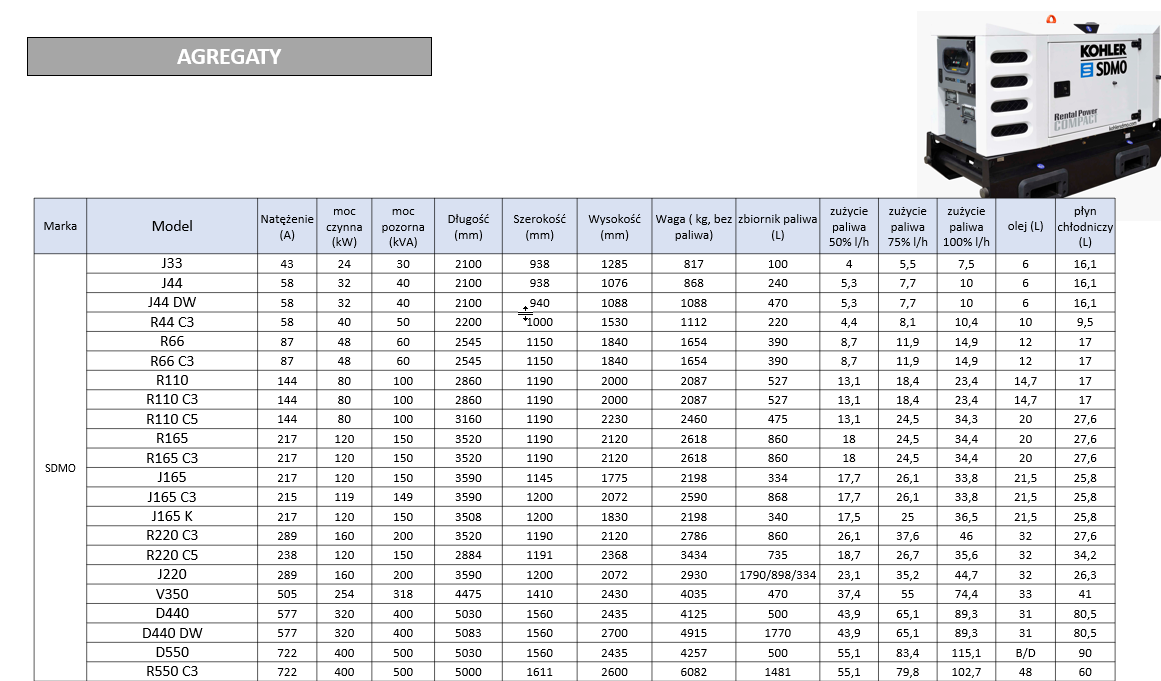 AGREGATY
KOHLER
SDMO
Rental Power
COMPACT
kohlersdmo.com
Marka Model Natężenie (A) moc czynna (kW) moc pozorna (kVA) Długość (mm) Szerokość (mm) Wysokość (mm) Waga ( kg, bez paliwa) zbiornik paliwa (L) zużycie paliwa 50% l/h zużycie paliwa 75% l/h zużycie paliwa 100% l/h olej (L) płyn chłodniczy (L)
SDMO
J33 43 24 30 2100 938 1285 817 100 4 5,5 7,5 6 16,1
J44 58 32 40 2100 938 1076 868 240 5,3 7,7 10 6 16,1
J44 DW 58 32 40 2100 940 1088 1088 470 5,3 7,7 10 6 16,1
R44 C3 58 40 50 2200 1000 1530 1112 220 4,4 8,1 10,4 10 9,5
R66 87 48 60 2545 1150 1840 1654 390 8,7 11,9 14,9 12 17
R66 C3 87 48 60 2545 1150 1840 1654 390 8,7 11,9 14,9 12 17
R110 144 80 100 2860 1190 2000 2087 527 13,1 18,4 23,4 14,7 17
R110 C3 144 80 100 2860 1190 2000 2087 527 13,1 18,4 23,4 14,7 17
R110 C5 144 80 100 3160 1190 2230 2460 475 13,1 24,5 34,3 20 27,6
R165 217 120 150 3520 1190 2120 2618 860 18 24,5 34,4 20 27,6
R165 C3 217 120 150 3520 1190 2120 2618 860 18 24,5 34,4 20 27,6
J165 217 120 150 3590 1145 1775 2198 334 17,7 26,1 33,8 21,5 25,8
J165 C3 215 119 149 3590 1200 2072 2590 868 17,7 26,1 33,8 21,5 25,8
J165 K 217 120 150 3508 1200 1830 2198 340 17,5 25 36,5 21,5 25,8
R220 C3 289 160 200 3520 1190 2120 2786 860 26,1 37,6 46 32 27,6
R220 C5 238 120 150 2884 1191 2368 3434 735 18,7 26,7 35,6 32 34,2
J220 289 160 200 3590 1200 2072 2930 1790/898/334 23,1 35,2 44,7 32 26,3
V350 505 254 318 4475 1410 2430 4035 470 37,4 55 74,4 33 41
D440 577 320 400 5030 1560 2435 4125 500 43,9 65,1 89,3 31 80,5
D440 DW 577 320 400 5083 1560 2700 4915 1770 43,9 65,1 89,3 31 80,5
D550 722 400 500 5030 1560 2435 4257 500 55,1 83,4 115,1 B/D 90
R550 C3 722 400 500 5000 1611 2600 6082 1481 55,1 79,8 102,7 48 60